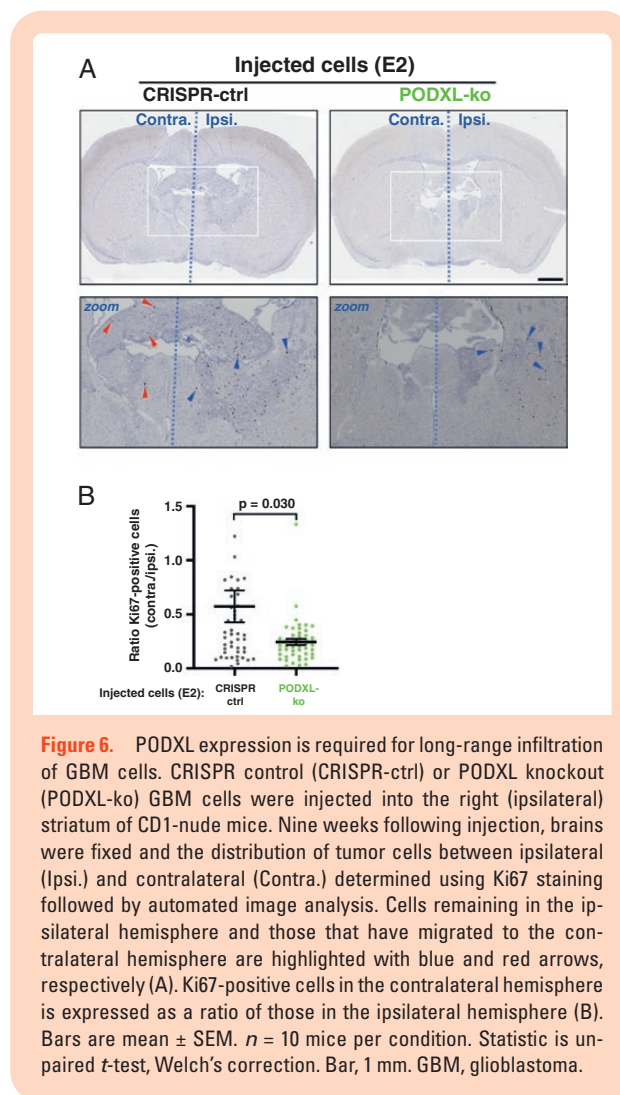 A
Injected cells (E2)
CRISPR-ctrl PODXL-ko
Contra. Ipsi. Contra. Ipsi.
zoom zoom
B
Ratio Ki67-positive cells
(contra./ipsi.)
1.5
1.0
0.5
0.0
p = 0.030
Injected cells (E2): CRISPR PODXL-
ctrl ko
Figure 6. PODXL expression is required for long-range infiltration
of GBM cells. CRISPR control (CRISPR-ctrl) or PODXL knockout
(PODXL-ko) GBM cells were injected into the right (ipsilateral)
striatum of CD1-nude mice. Nine weeks following injection, brains
were fixed and the distribution of tumor cells between ipsilateral
(Ipsi.) and contralateral (Contra.) determined using Ki67 staining
followed by automated image analysis. Cells remaining in the ip-
silateral hemisphere and those that have migrated to the con-
tralateral hemisphere are highlighted with blue and red arrows,
respectively (A). Ki67-positive cells in the contralateral hemisphere
is expressed as a ratio of those in the ipsilateral hemisphere (B).
Bars are mean ± SEM. n = 10 mice per condition. Statistic is un-
paired t-test, Welch's correction. Bar, 1 mm. GBM, glioblastoma.